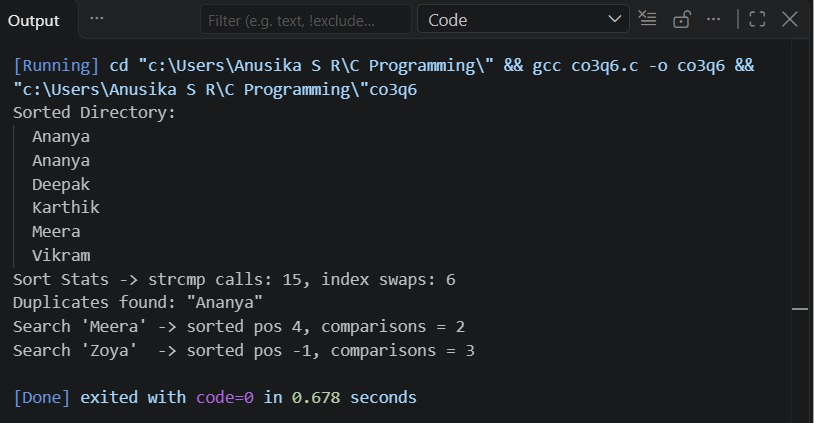 Output ··· Filter (e.g. text, !exclude... Code ···
[Running] cd "c:\Users\Anusika S R\C Programming\" && gcc co3q6.c -o co3q6 &&
"c:\Users\Anusika S R\C Programming\"co3q6
Sorted Directory:
Ananya
Ananya
Deepak
Karthik
Meera
Vikram
Sort Stats -> strcmp calls: 15, index swaps: 6
Duplicates found: "Ananya"
Search 'Meera' -> sorted pos 4, comparisons = 2
Search 'Zoya'  -> sorted pos -1, comparisons = 3
[Done] exited with code=0 in 0.678 seconds